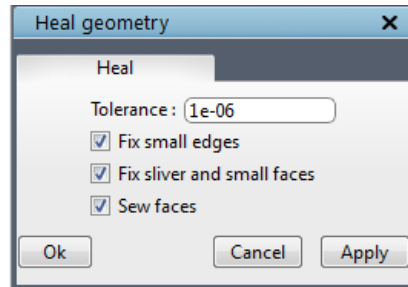 Heal geometry
Heal
Tolerance : 1e-06
Fix small edges
Fix sliver and small faces
Sew faces
Ok Cancel Apply